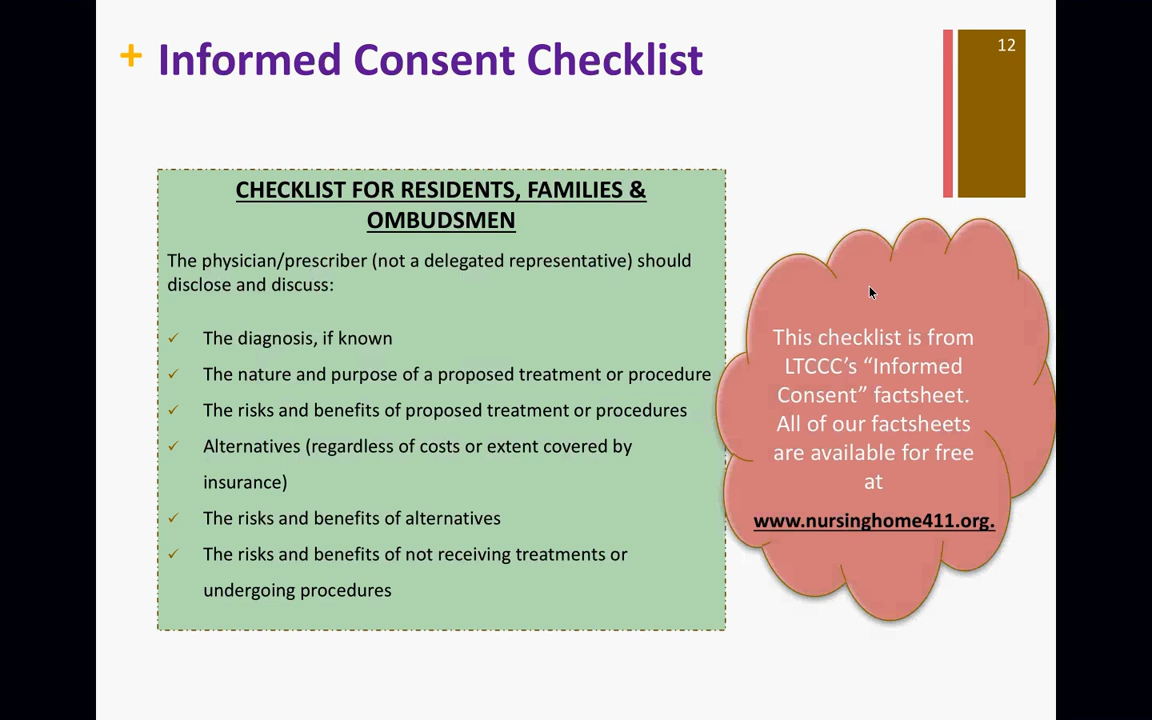 + Informed Consent Checklist
12
CHECKLIST FOR RESIDENTS, FAMILIES &
OMBUDSMEN
The physician/prescriber (not a delegated representative) should
disclose and discuss:
✓ The diagnosis, if known
✓ The nature and purpose of a proposed treatment or procedure
✓ The risks and benefits of proposed treatment or procedures
✓ Alternatives (regardless of costs or extent covered by
insurance)
✓ The risks and benefits of alternatives
✓ The risks and benefits of not receiving treatments or
undergoing procedures
This checklist is from
LTCCC’s “Informed
Consent” factsheet.
All of our factsheets
are available for free
at
www.nursinghome411.org.